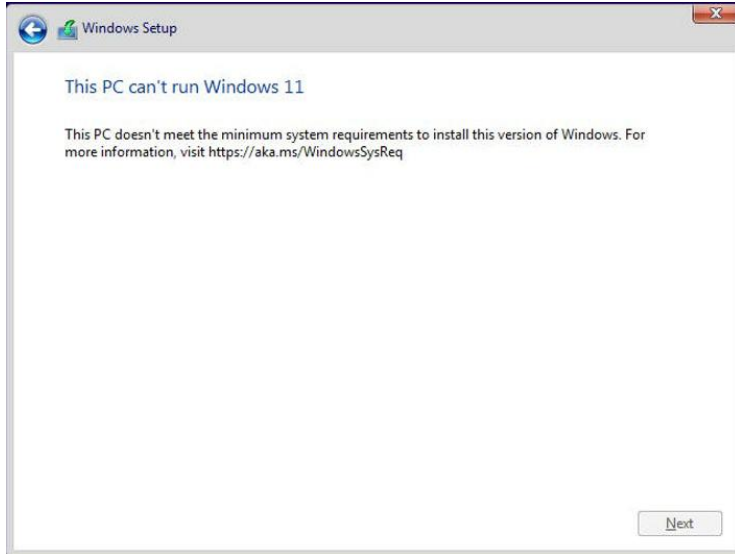 Windows Setup
This PC can't run Windows 11
This PC doesn't meet the minimum system requirements to install this version of Windows. For
more information, visit https://aka.ms/WindowsSysReq
Next